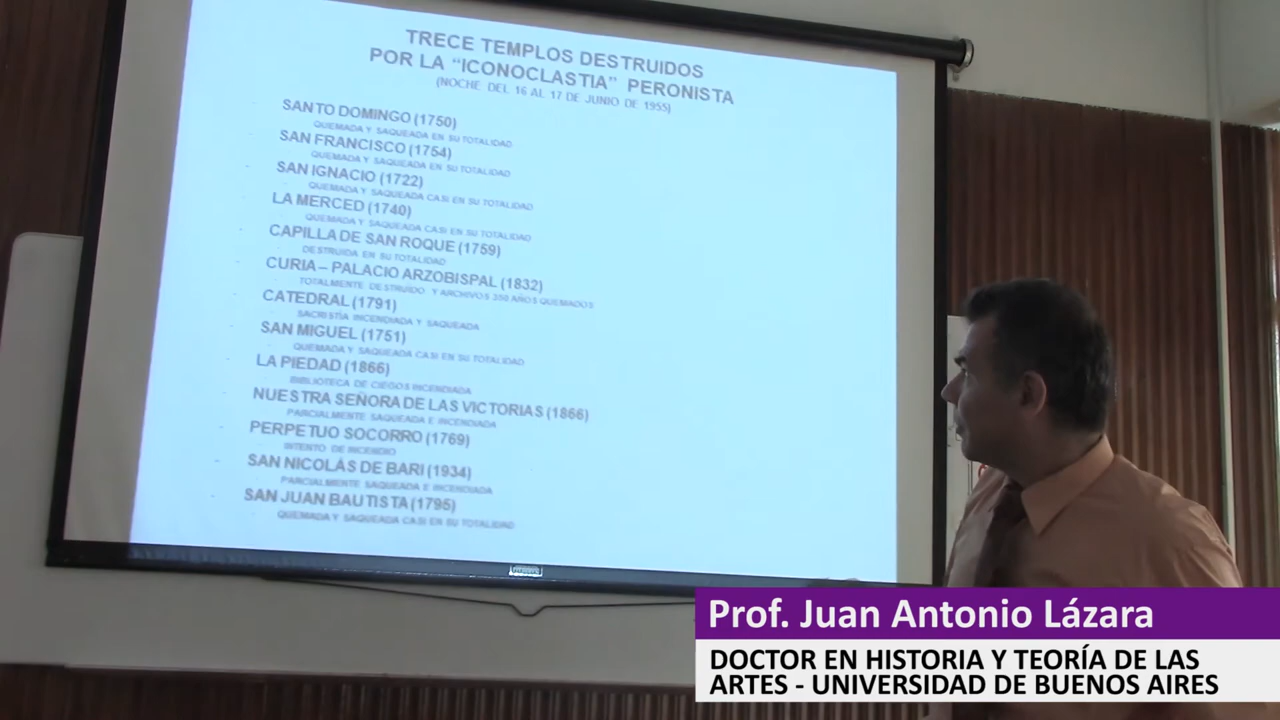 TRECE TEMPLOS DESTRUIDOS
POR LA “ICONOCLASTIA” PERONISTA
(NOCHE DEL 16 AL 17 DE JUNIO DE 1955)
SANTO DOMINGO (1750)
QUEMADA Y SAQUEADA EN SU TOTALIDAD
SAN FRANCISCO (1754)
QUEMADA Y SAQUEADA EN SU TOTALIDAD
SAN IGNACIO (1722)
QUEMADA Y SAQUEADA CASI EN SU TOTALIDAD
LA MERCED (1740)
QUEMADA Y SAQUEADA CASI EN SU TOTALIDAD
CAPILLA DE SAN ROQUE (1759)
DESTRUIDA EN SU TOTALIDAD
CURIA – PALACIO ARZOBISPAL (1832)
TOTALMENTE DESTRUIDO Y ARCHIVOS 350 AÑOS QUEMADOS
CATEDRAL (1791)
SACRISTÍA INCENDIADA Y SAQUEADA
SAN MIGUEL (1751)
QUEMADA Y SAQUEADA CASI EN SU TOTALIDAD
LA PIEDAD (1866)
BIBLIOTECA DE CIEGOS INCENDIADA
NUESTRA SEÑORA DE LAS VICTORIAS (1866)
PARCIALMENTE SAQUEADA E INCENDIADA
PERPETUO SOCORRO (1769)
INTENTO DE INCENDIO
SAN NICOLÁS DE BARI (1934)
PARCIALMENTE SAQUEADA E INCENDIADA
SAN JUAN BAUTISTA (1795)
QUEMADA Y SAQUEADA CASI EN SU TOTALIDAD
Prof. Juan Antonio Lázara
DOCTOR EN HISTORIA Y TEORÍA DE LAS
ARTES - UNIVERSIDAD DE BUENOS AIRES